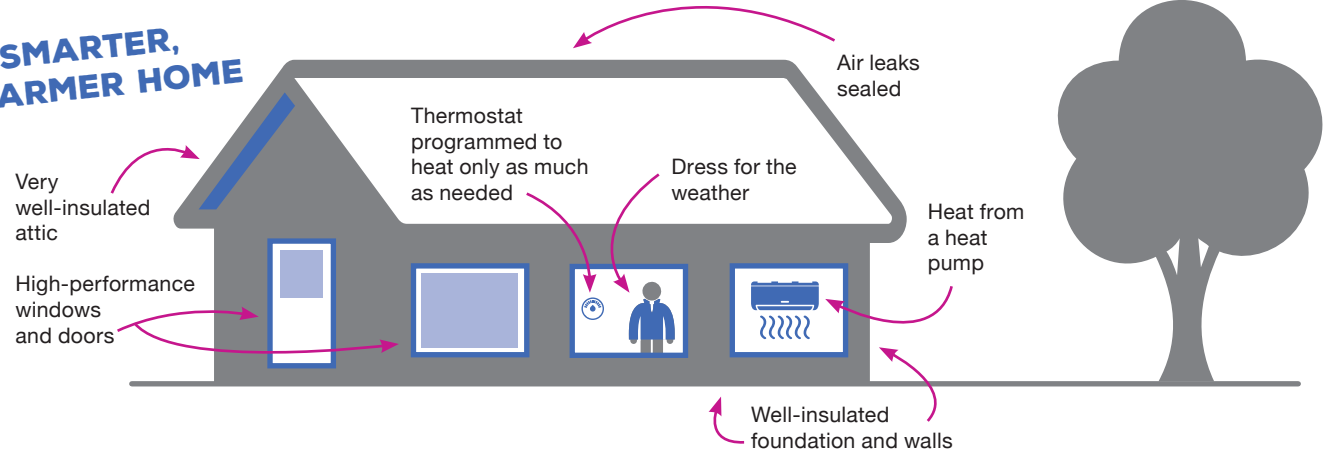 SMARTER,
ARMER HOME
Air leaks
sealed
Thermostat
programmed to
heat only as much
as needed
Dress for the
weather
Very
well-insulated
attic
Heat from
a heat
pump
High-performance
windows
and doors
Well-insulated
foundation and walls